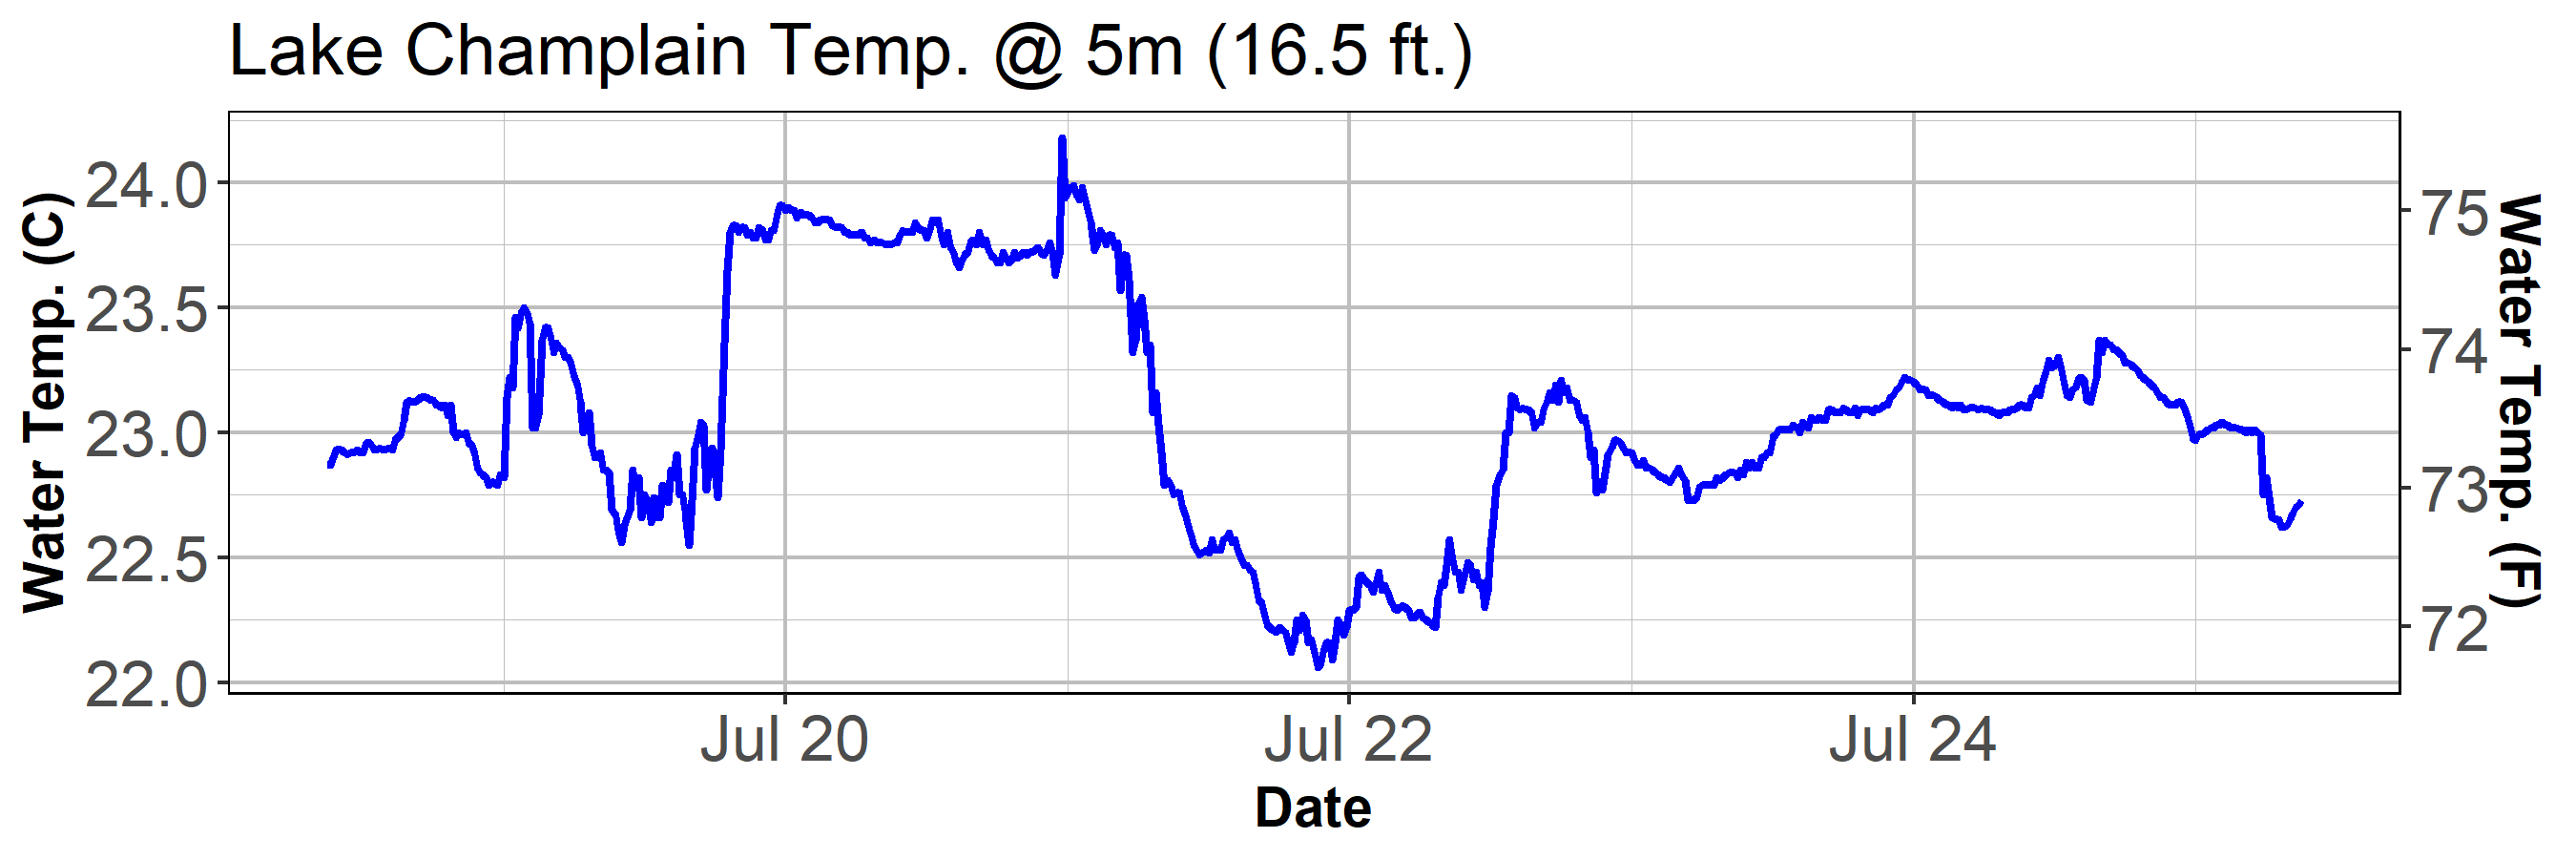 Lake Champlain Temp. @ 5m (16.5 ft.)
Water Temp. (C)
24.0
23.5
23.0
22.5
22.0
75
74
73
72
Water Temp. (F)
Jul 20 Jul 22 Jul 24
Date